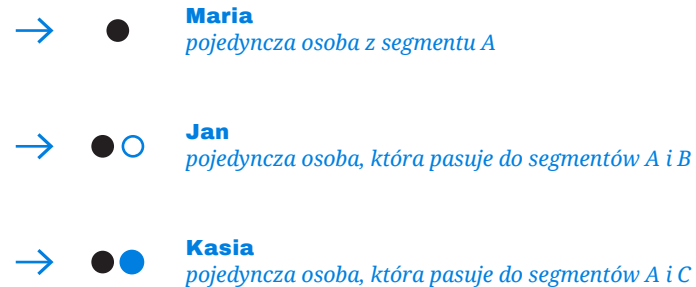 Maria
pojedyncza osoba z segmentu A
Jan
pojedyncza osoba, która pasuje do segmentów A i B
Kasia
pojedyncza osoba, która pasuje do segmentów A i C